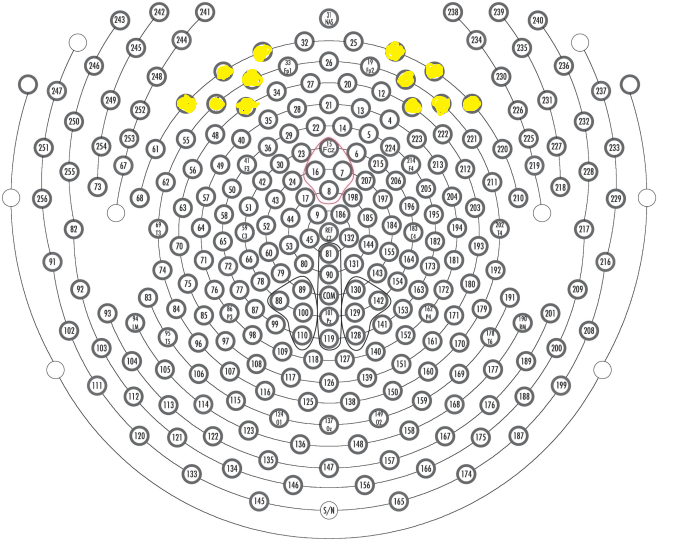 242 241 31 NAS 238 239
243 240
245 244 32 25 234 235
246 26 Fp1 Fp2 236
247 248 34 27 20 12 230 231 237
249 252 28 21 13 226 232
250 35 22 14 5 4 227 233
251 254 253 61 55 48 40 36 29 23 15 Fcz 6 224 223 222 221 220 225 228 232
255 67 62 56 49 41 F3 30 16 7 215 214 F4 213 212 211 219 229
256 73 68 63 57 50 42 24 8 207 206 205 204 203 210 218 217
69 T3 64 58 51 43 36 17 198 197 196 195 194 202 T4
82 70 65 59 C3 52 44 9 186 185 184 183 C4 182 193 216
91 74 71 66 60 53 45 REF CZ 132 144 155 164 173 181 192
92 83 75 72 76 77 78 79 80 81 131 143 154 163 172 180 191 209
93 84 85 86 P3 87 88 89 90 130 142 153 162 P4 171 179 190 RM 201
102 94 LM 95 T5 96 97 98 99 100 101 Pz COM 129 141 152 161 170 178 T6 200 208
103 104 105 106 107 108 109 110 119 128 140 151 160 169 177 189
111 112 113 114 115 116 117 118 127 139 150 159 168 176 188 199
120 121 122 123 124 O1 125 126 138 149 O2 158 167 175 187
133 134 135 136 137 Oz 148 157 166 174
145 146 147 156 165
S/N